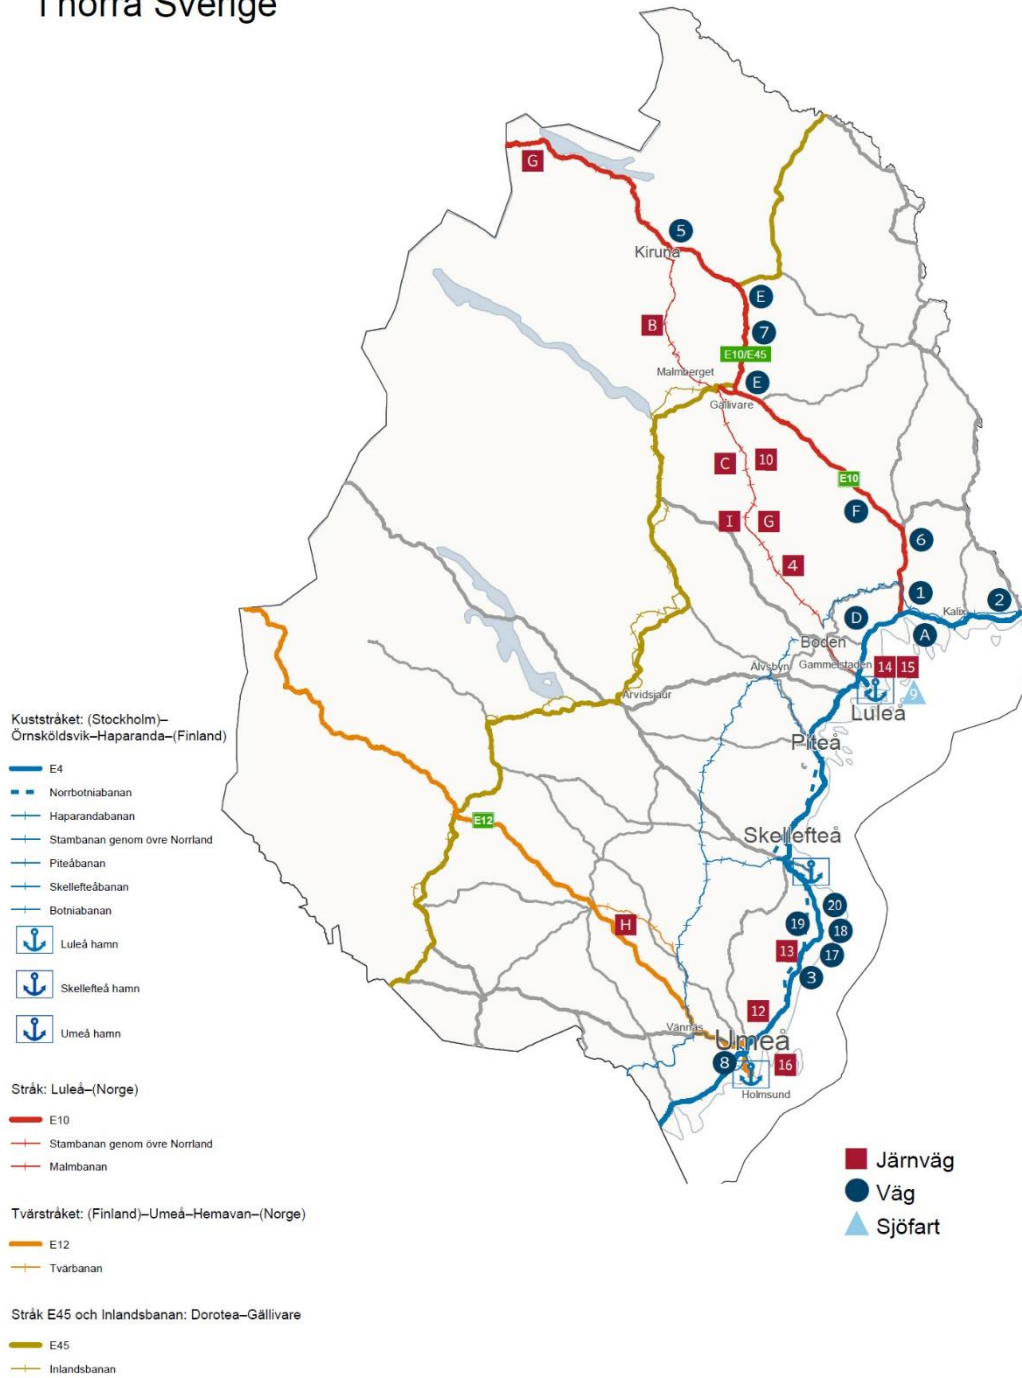 i norra Sverige
G
5
Kiruna
E
B
7
E10/E45
Malmberget
E
Gällivare
C
10
E10
F
I
G
6
4
1
2
D
Kalix
A
Boden
Älvsbyn
Gammelstaden
14
15
9
Arvidsjaur
Luleå
Piteå
E12
Skellefteå
20
19
18
H
13
17
3
12
Vännäs
Umeå
8
16
Holmsund
Kuststråket: (Stockholm)–
Örnsköldsvik–Haparanda–(Finland)
E4
Norrbotniabanan
Haparandabanan
Stambanan genom övre Norrland
Piteåbanan
Skellefteåbanan
Botniabanan
Luleå hamn
Skellefteå hamn
Umeå hamn
Stråk: Luleå–(Norge)
E10
Stambanan genom övre Norrland
Malmbanan
Tvärstråket: (Finland)–Umeå–Hemavan–(Norge)
E12
Tvärbanan
Stråk E45 och Inlandsbanan: Dorotea–Gällivare
E45
Inlandsbanan
Järnväg
Väg
Sjöfart